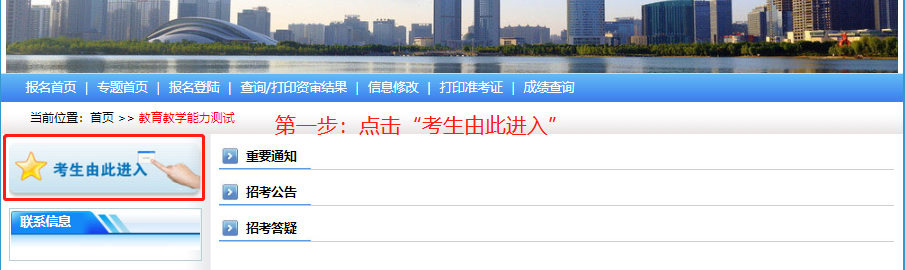 报名首页 | 专题首页 | 报名登陆 | 查询/打印资审结果 | 信息修改 | 打印准考证 | 成绩查询
当前位置：首页 >> 教育教学能力测试
第一步：点击“考生由此进入”
考生由此进入
联系信息
重要通知
招考公告
招考答疑